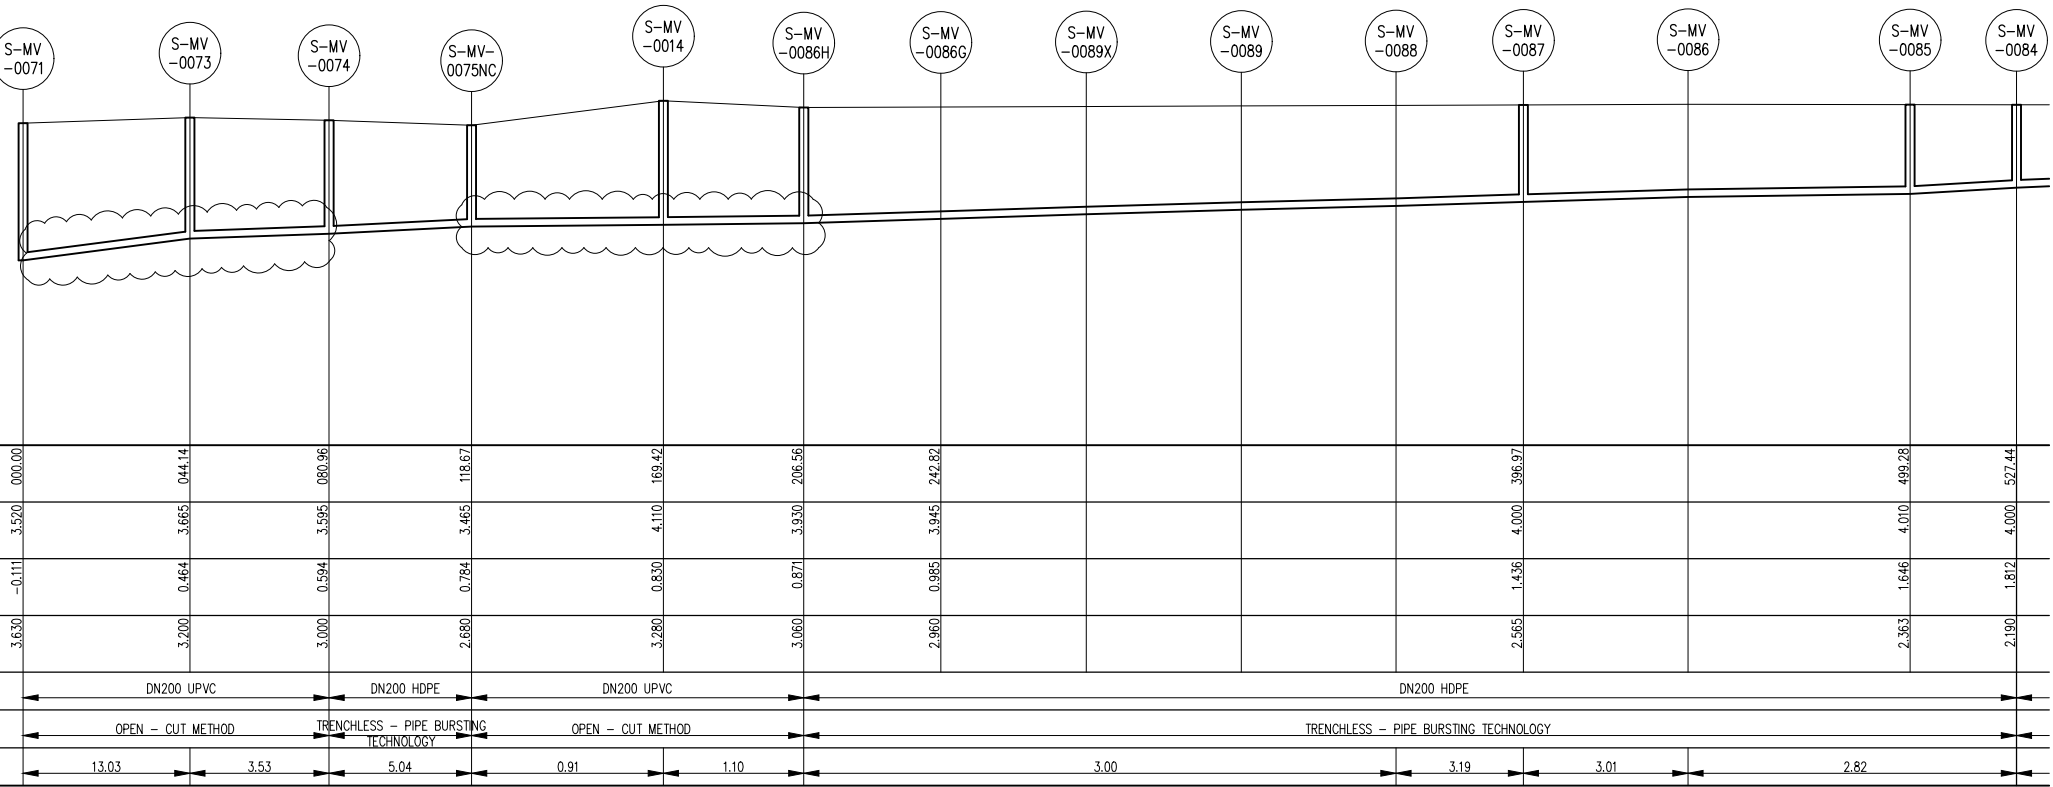 S-MV
-0071
S-MV
-0073
S-MV
-0074
S-MV-
0075NC
S-MV
-0014
S-MV
-0086H
S-MV
-0086G
S-MV
-0089X
S-MV
-0089
S-MV
-0088
S-MV
-0087
S-MV
-0086
S-MV
-0085
S-MV
-0084
000.00
044.14
080.96
118.67
169.42
206.56
242.82
396.97
499.28
527.44
3.520
3.665
3.595
3.465
4.110
3.930
3.945
4.000
4.010
4.000
-0.111
0.464
0.594
0.784
0.830
0.871
0.985
1.436
1.646
1.812
3.630
3.200
3.000
2.680
3.280
3.060
2.960
2.565
2.363
2.190
DN200 UPVC
DN200 HDPE
DN200 UPVC
DN200 HDPE
OPEN - CUT METHOD
TRENCHLESS - PIPE BURSTING
TECHNOLOGY
OPEN - CUT METHOD
TRENCHLESS - PIPE BURSTING TECHNOLOGY
13.03
3.53
5.04
0.91
1.10
3.00
3.19
3.01
2.82